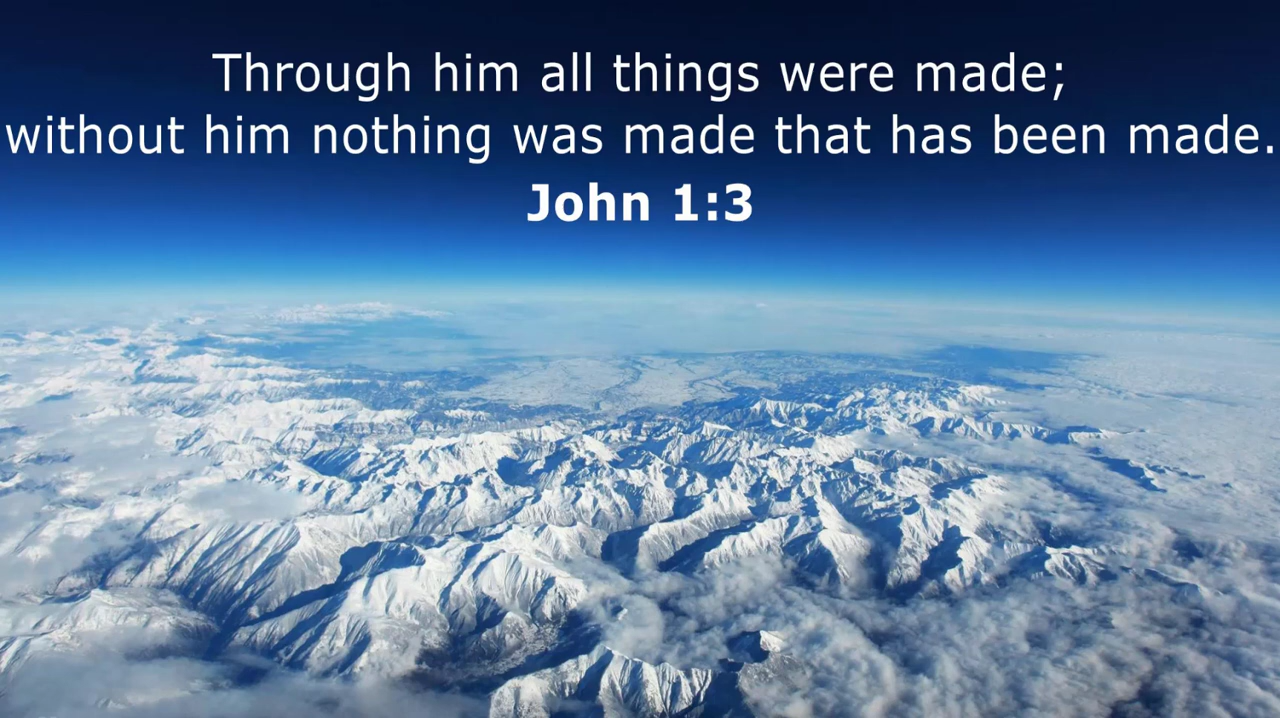 Through him all things were made;
without him nothing was made that has been made.
John 1:3